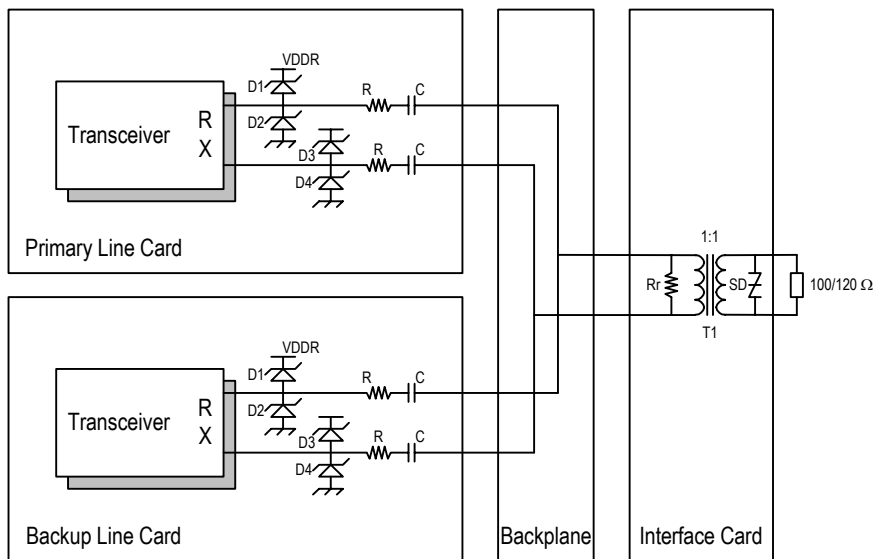 VDDR
D1
R
C
Transceiver
R
X
D2
D3
R
C
D4
Primary Line Card
1:1
Rr
SD
100/120 Ω
T1
VDDR
D1
R
C
Transceiver
R
X
D2
D3
R
C
D4
Backup Line Card
Backplane
Interface Card